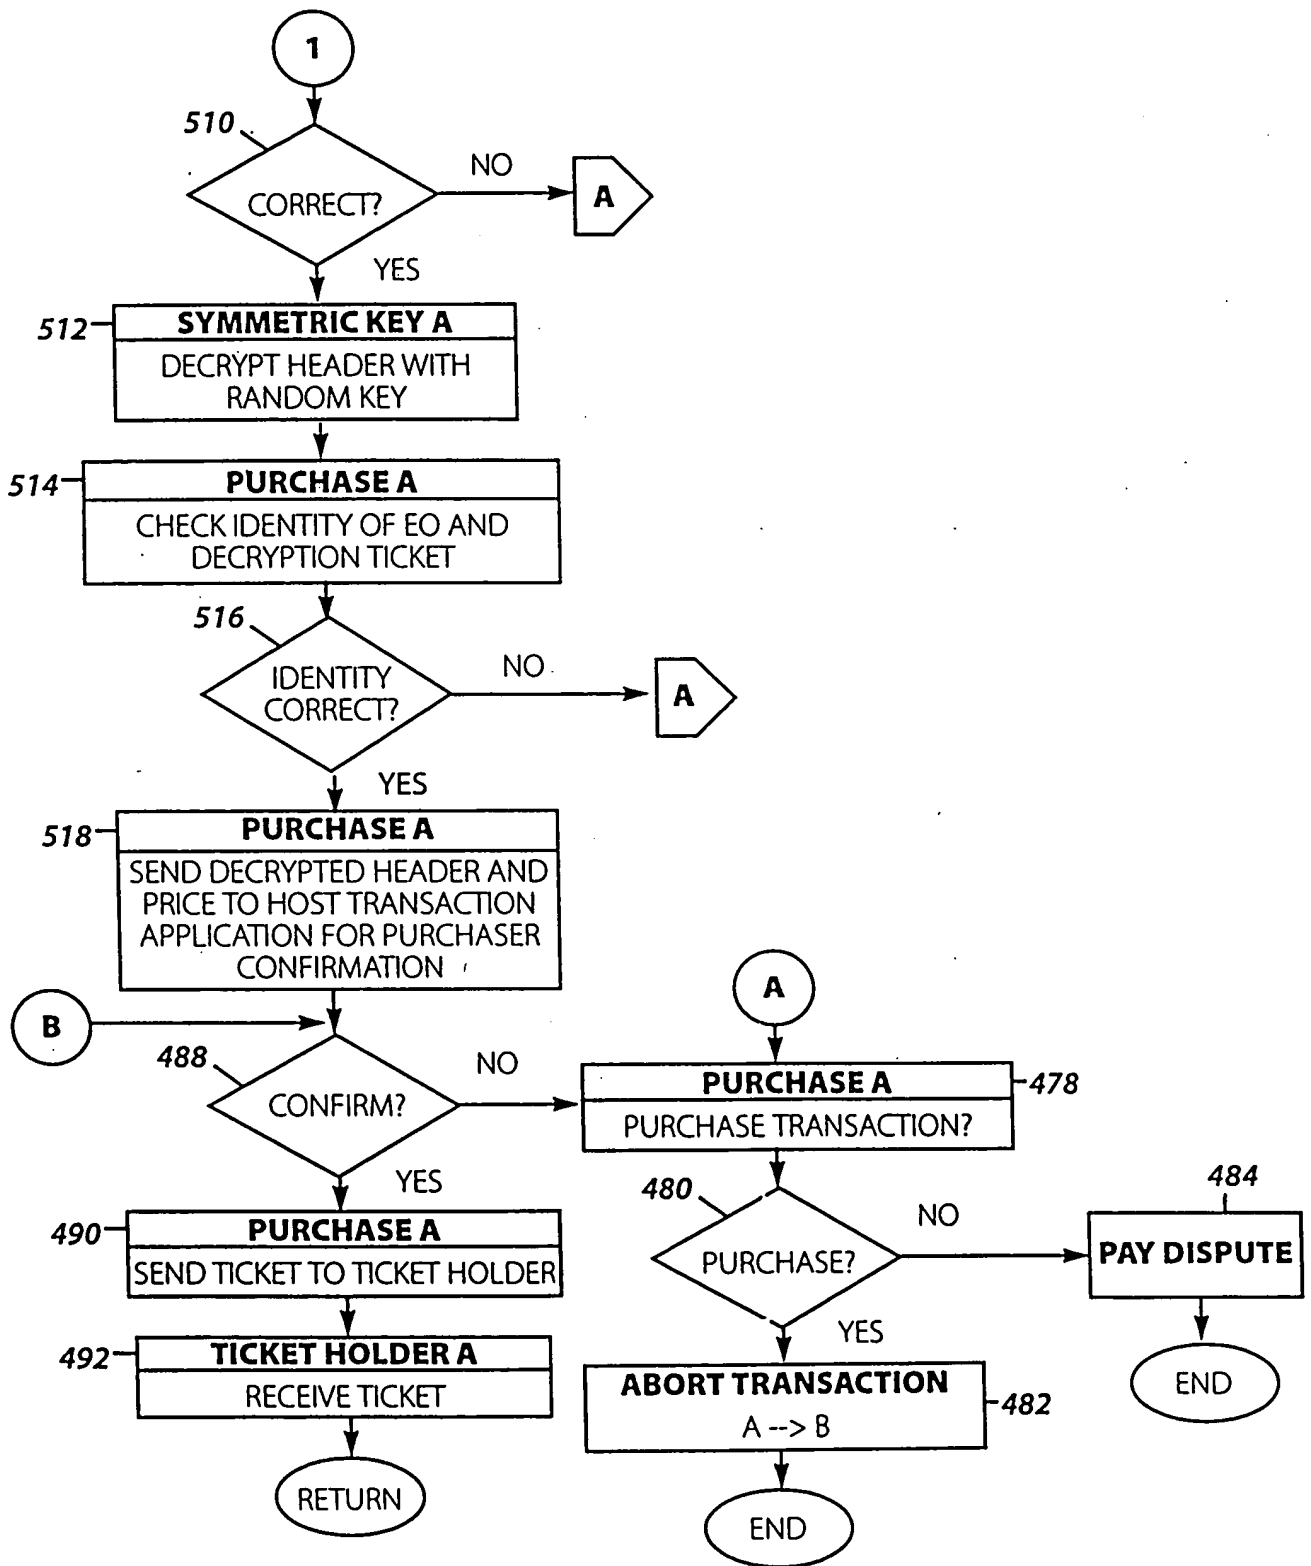 1
510
CORRECT?
NO
A
YES
512
SYMMETRIC KEY A
DECRYPT HEADER WITH
RANDOM KEY
514
PURCHASE A
CHECK IDENTITY OF EO AND
DECRYPTION TICKET
516
IDENTITY
CORRECT?
NO
A
YES
518
PURCHASE A
SEND DECRYPTED HEADER AND
PRICE TO HOST TRANSACTION
APPLICATION FOR PURCHASER
CONFIRMATION
B
488
CONFIRM?
NO
YES
490
PURCHASE A
SEND TICKET TO TICKET HOLDER
492
TICKET HOLDER A
RECEIVE TICKET
RETURN
A
PURCHASE A
478
PURCHASE TRANSACTION?
480
PURCHASE?
NO
484
PAY DISPUTE
END
YES
ABORT TRANSACTION
A --> B
482
END